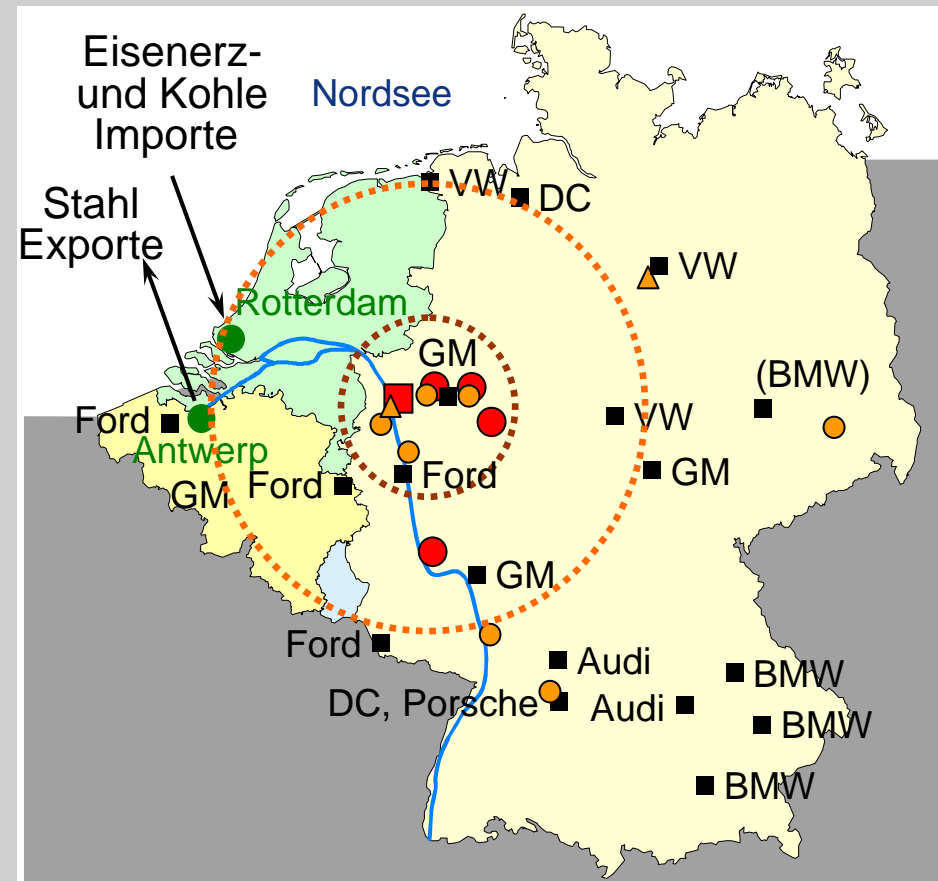 Eisenerz-
und Kohle
Importe
Nordsee
Stahl
Exporte
VW
DC
VW
Rotterdam
GM
(BMW)
Ford
VW
Antwerp
GM
Ford
Ford
GM
GM
Ford
Audi
BMW
DC, Porsche
Audi
BMW
BMW